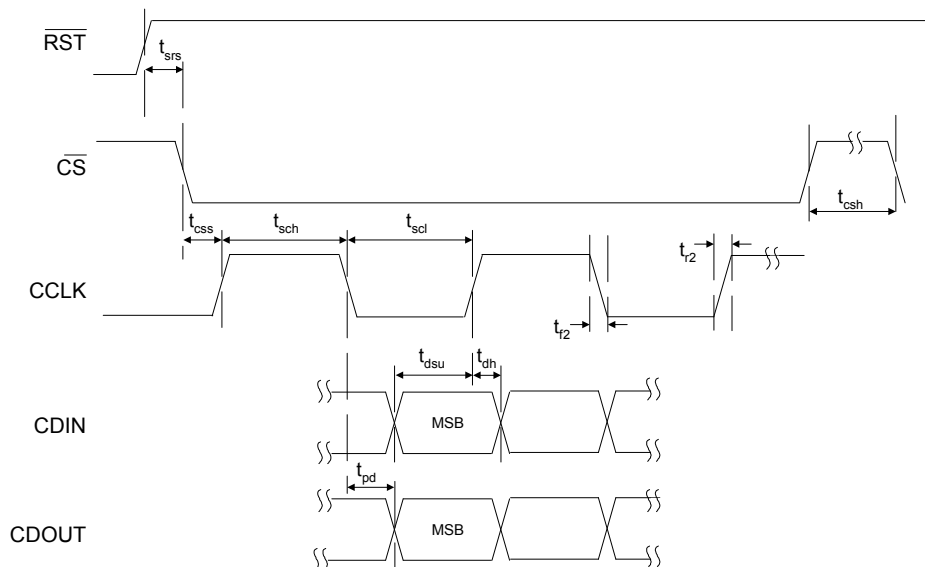 RST
t_srs
CS
t_csh
t_css
t_sch
t_scl
t_r2
CCLK
t_f2
t_dsu
t_dh
CDIN
MSB
t_pd
CDOUT
MSB